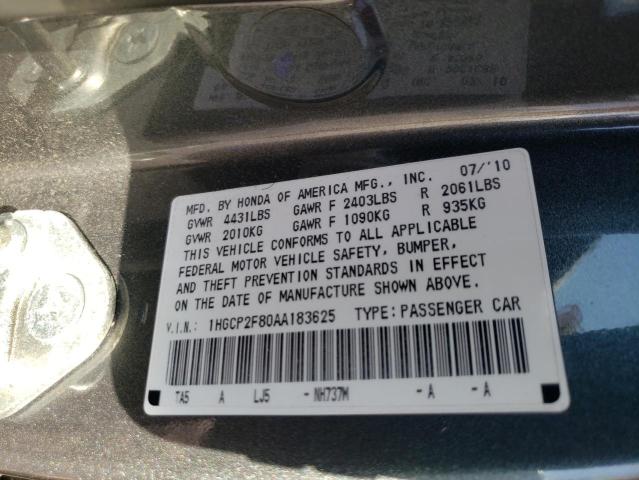 MFD. BY HONDA OF AMERICA MFG., INC. 07/'10
GVWR 4431LBS GAWR F 2403LBS R 2061LBS
GVWR 2010KG GAWR F 1090KG R 935KG
THIS VEHICLE CONFORMS TO ALL APPLICABLE
FEDERAL MOTOR VEHICLE SAFETY, BUMPER,
AND THEFT PREVENTION STANDARDS IN EFFECT
ON THE DATE OF MANUFACTURE SHOWN ABOVE.
V.I.N.: 1HGCP2F80AA183625 TYPE:PASSENGER CAR
TA5 A LJ5 -NH737M -A -A